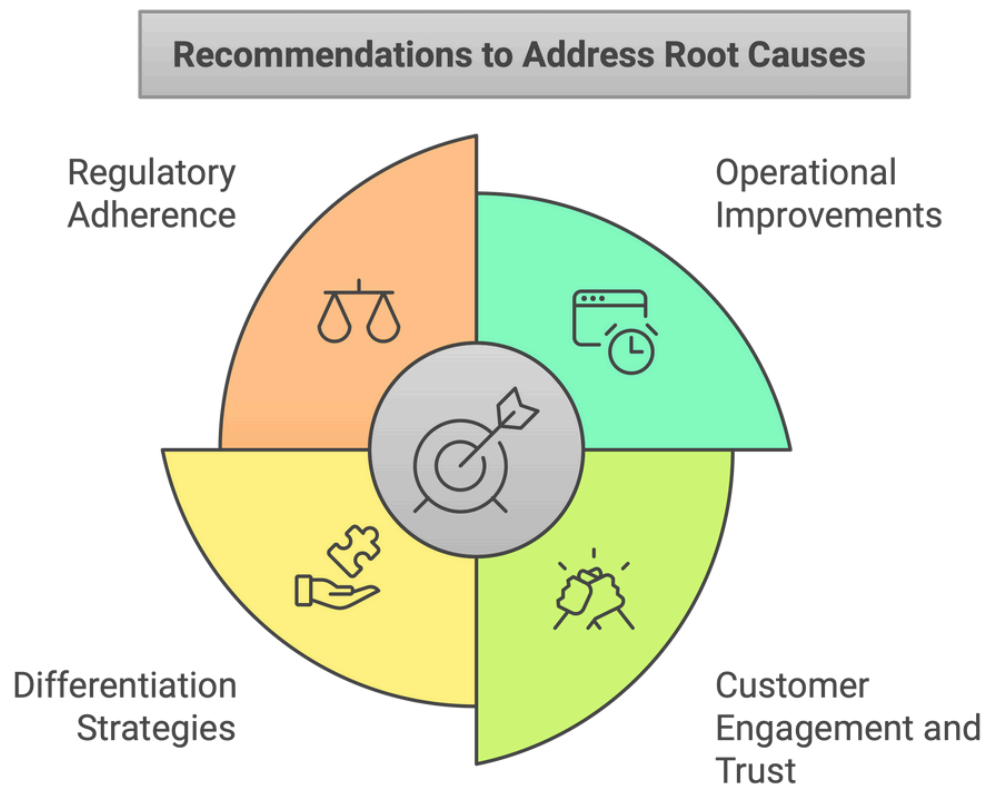 Recommendations to Address Root Causes
Regulatory
Adherence
Operational
Improvements
Differentiation
Strategies
Customer
Engagement and
Trust